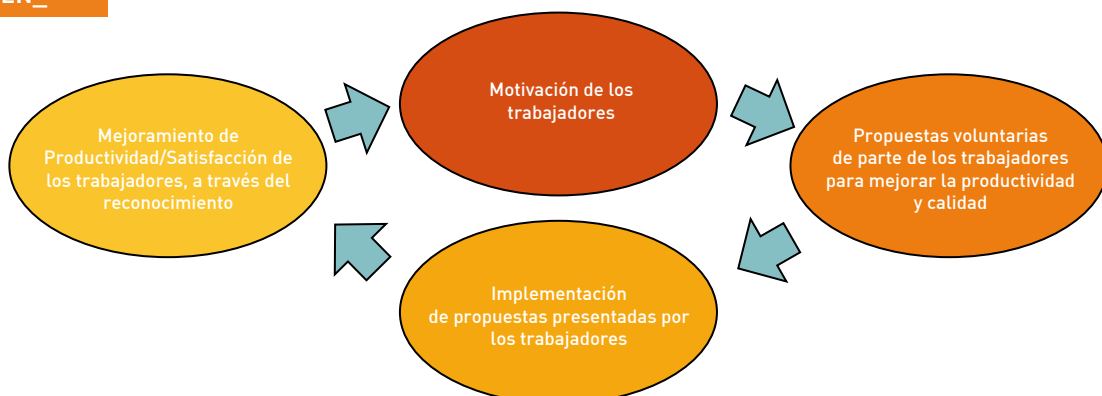 EN_
Motivación de los
trabajadores
Mejoramiento de
Productividad/Satisfacción de
los trabajadores, a través del
reconocimiento
Propuestas voluntarias
de parte de los trabajadores
para mejorar la productividad
y calidad
Implementación
de propuestas presentadas por
los trabajadores